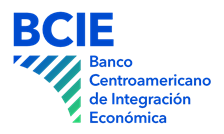 BCIE
Banco
Centroamericano
de Integración
Económica